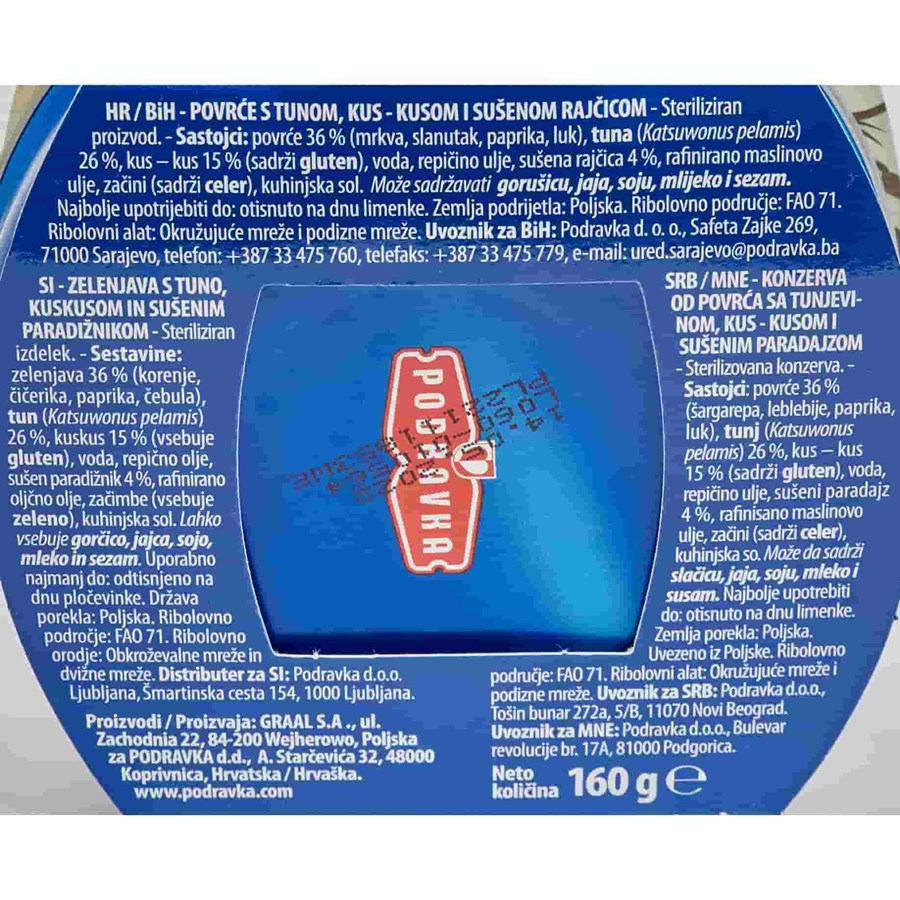 HR / BiH - POVRĆE S TUNOM, KUS - KUSOM I SUŠENOM RAJČICOM - Steriliziran
proizvod. - Sastojci: povrće 36 % (mrkva, slanutak, paprika, luk), tuna (Katsuwonus pelamis)
26 %, kus – kus 15 % (sadrži gluten), voda, repičino ulje, sušena rajčica 4 %, rafinirano maslinovo
ulje, začini (sadrži celer), kuhinjska sol. Može sadržavati gorušicu, jaja, soju, mlijeko i sezam.
Najbolje upotrijebiti do: otisnuto na dnu limenke. Zemlja podrijetla: Poljska. Ribolovno područje: FAO 71.
Ribolovni alat: Okružujuće mreže i podizne mreže. Uvoznik za BiH: Podravka d. o. o., Safeta Zajke 269,
71000 Sarajevo, telefon: +387 33 475 760, telefaks: +387 33 475 779, e-mail: ured.sarajevo@podravka.ba
SI - ZELENJAVA S TUNO,
KUSKUSOM IN SUŠENIM
PARADIŽNIKOM - Steriliziran
izdelek. - Sestavine:
zelenjava 36 % (korenje,
čičerika, paprika, čebula),
tun (Katsuwonus pelamis)
26 %, kuskus 15 % (vsebuje
gluten), voda, repično olje,
sušen paradižnik 4 %, rafinirano
oljčno olje, začimbe (vsebuje
zeleno), kuhinjska sol. Lahko
vsebuje gorčico, jajca, sojo,
mleko in sezam. Uporabno
najmanj do: odtisnjeno na
dnu pločevinke. Država
porekla: Poljska. Ribolovno
področje: FAO 71. Ribolovno
orodje: Obkroževalne mreže in
dvižne mreže. Distributer za SI: Podravka d.o.o.
Ljubljana, Šmartinska cesta 154, 1000 Ljubljana.
Proizvodi / Proizvaja: GRAAL S.A ., ul.
Zachodnia 22, 84-200 Wejherowo, Poljska
za PODRAVKA d.d., A. Starčevića 32, 48000
Koprivnica, Hrvatska / Hrvaška.
www.podravka.com
PODRAVKA
SRB / MNE - KONZERVA
OD POVRĆA SA TUNJEVI-
NOM, KUS - KUSOM I
SUŠENIM PARADAJZOM
- Sterilizovana konzerva. -
Sastojci: povrće 36 %
(šargarepa, leblebije, paprika,
luk), tunj (Katsuwonus
pelamis) 26 %, kus – kus
15 % (sadrži gluten), voda,
repičino ulje, sušeni paradajz
4 %, rafinisano maslinovo
ulje, začini (sadrži celer),
kuhinjska so. Može da sadrži
slačicu, jaja, soju, mleko i
susam. Najbolje upotrebiti
do: otisnuto na dnu limenke.
Zemlja porekla: Poljska.
Uvezeno iz Poljske. Ribolovno
područje: FAO 71. Ribolovni alat: Okružujuće mreže i
podizne mreže. Uvoznik za SRB: Podravka d.o.o.,
Tošin bunar 272a, 5/B, 11070 Novi Beograd.
Uvoznik za MNE: Podravka d.o.o., Bulevar
revolucije br. 17A, 81000 Podgorica.
Neto
količina 160 g ℮